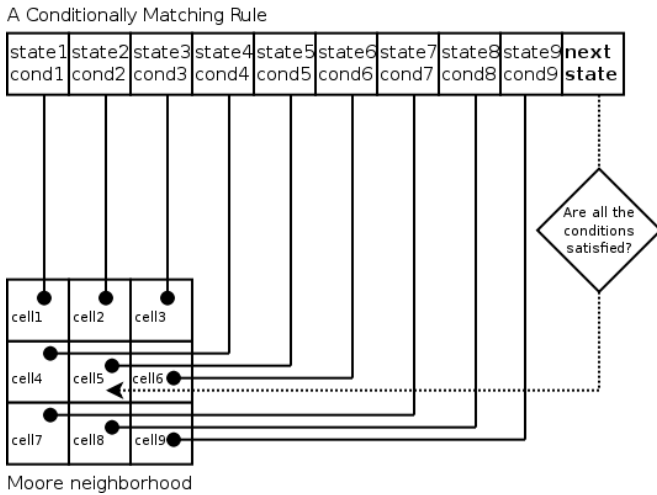 A Conditionally Matching Rule
state1 state2 state3 state4 state5 state6 state7 state8 state9 next
cond1 cond2 cond3 cond4 cond5 cond6 cond7 cond8 cond9 state
Are all the
conditions
satisfied?
cell1 cell2 cell3
cell4 cell5 cell6
cell7 cell8 cell9
Moore neighborhood